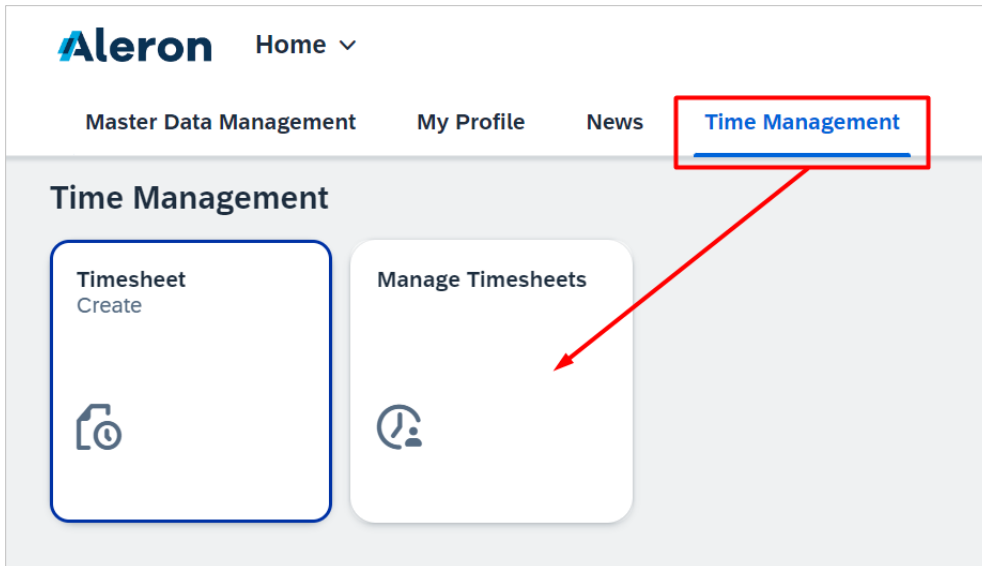 Aleron Home
Master Data Management My Profile News Time Management
Time Management
Timesheet Manage Timesheets
Create